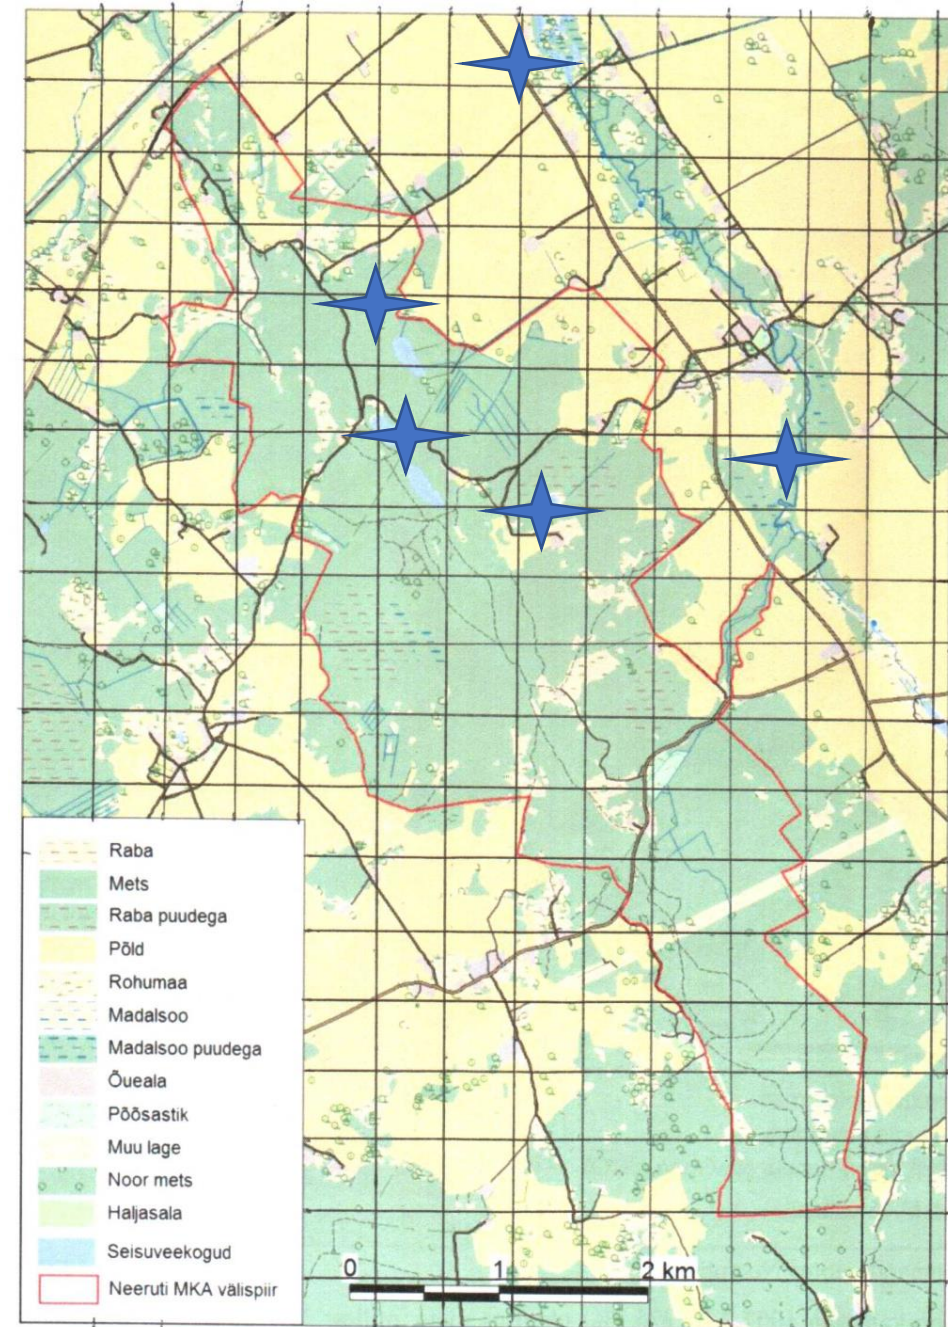 Raba
Mets
Raba puudega
Põld
Rohumaa
Madalsoo
Madalsoo puudega
Õueala
Põõsastik
Muu lage
Noor mets
Haljasala
Seisuveekogud
Neeruti MKA välispiir
0 1 2 km